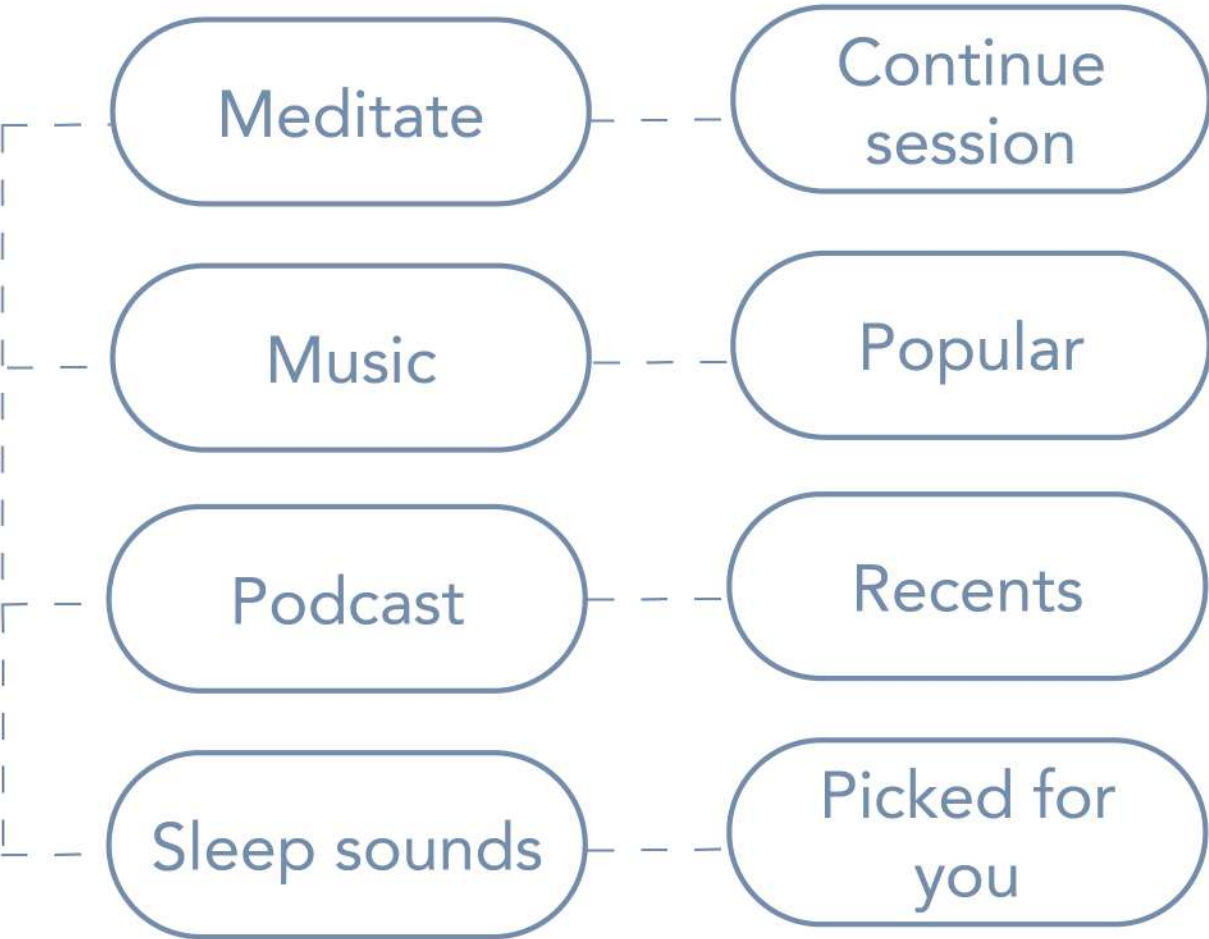 Meditate
Continue
session
Music
Popular
Podcast
Recents
Sleep sounds
Picked for
you